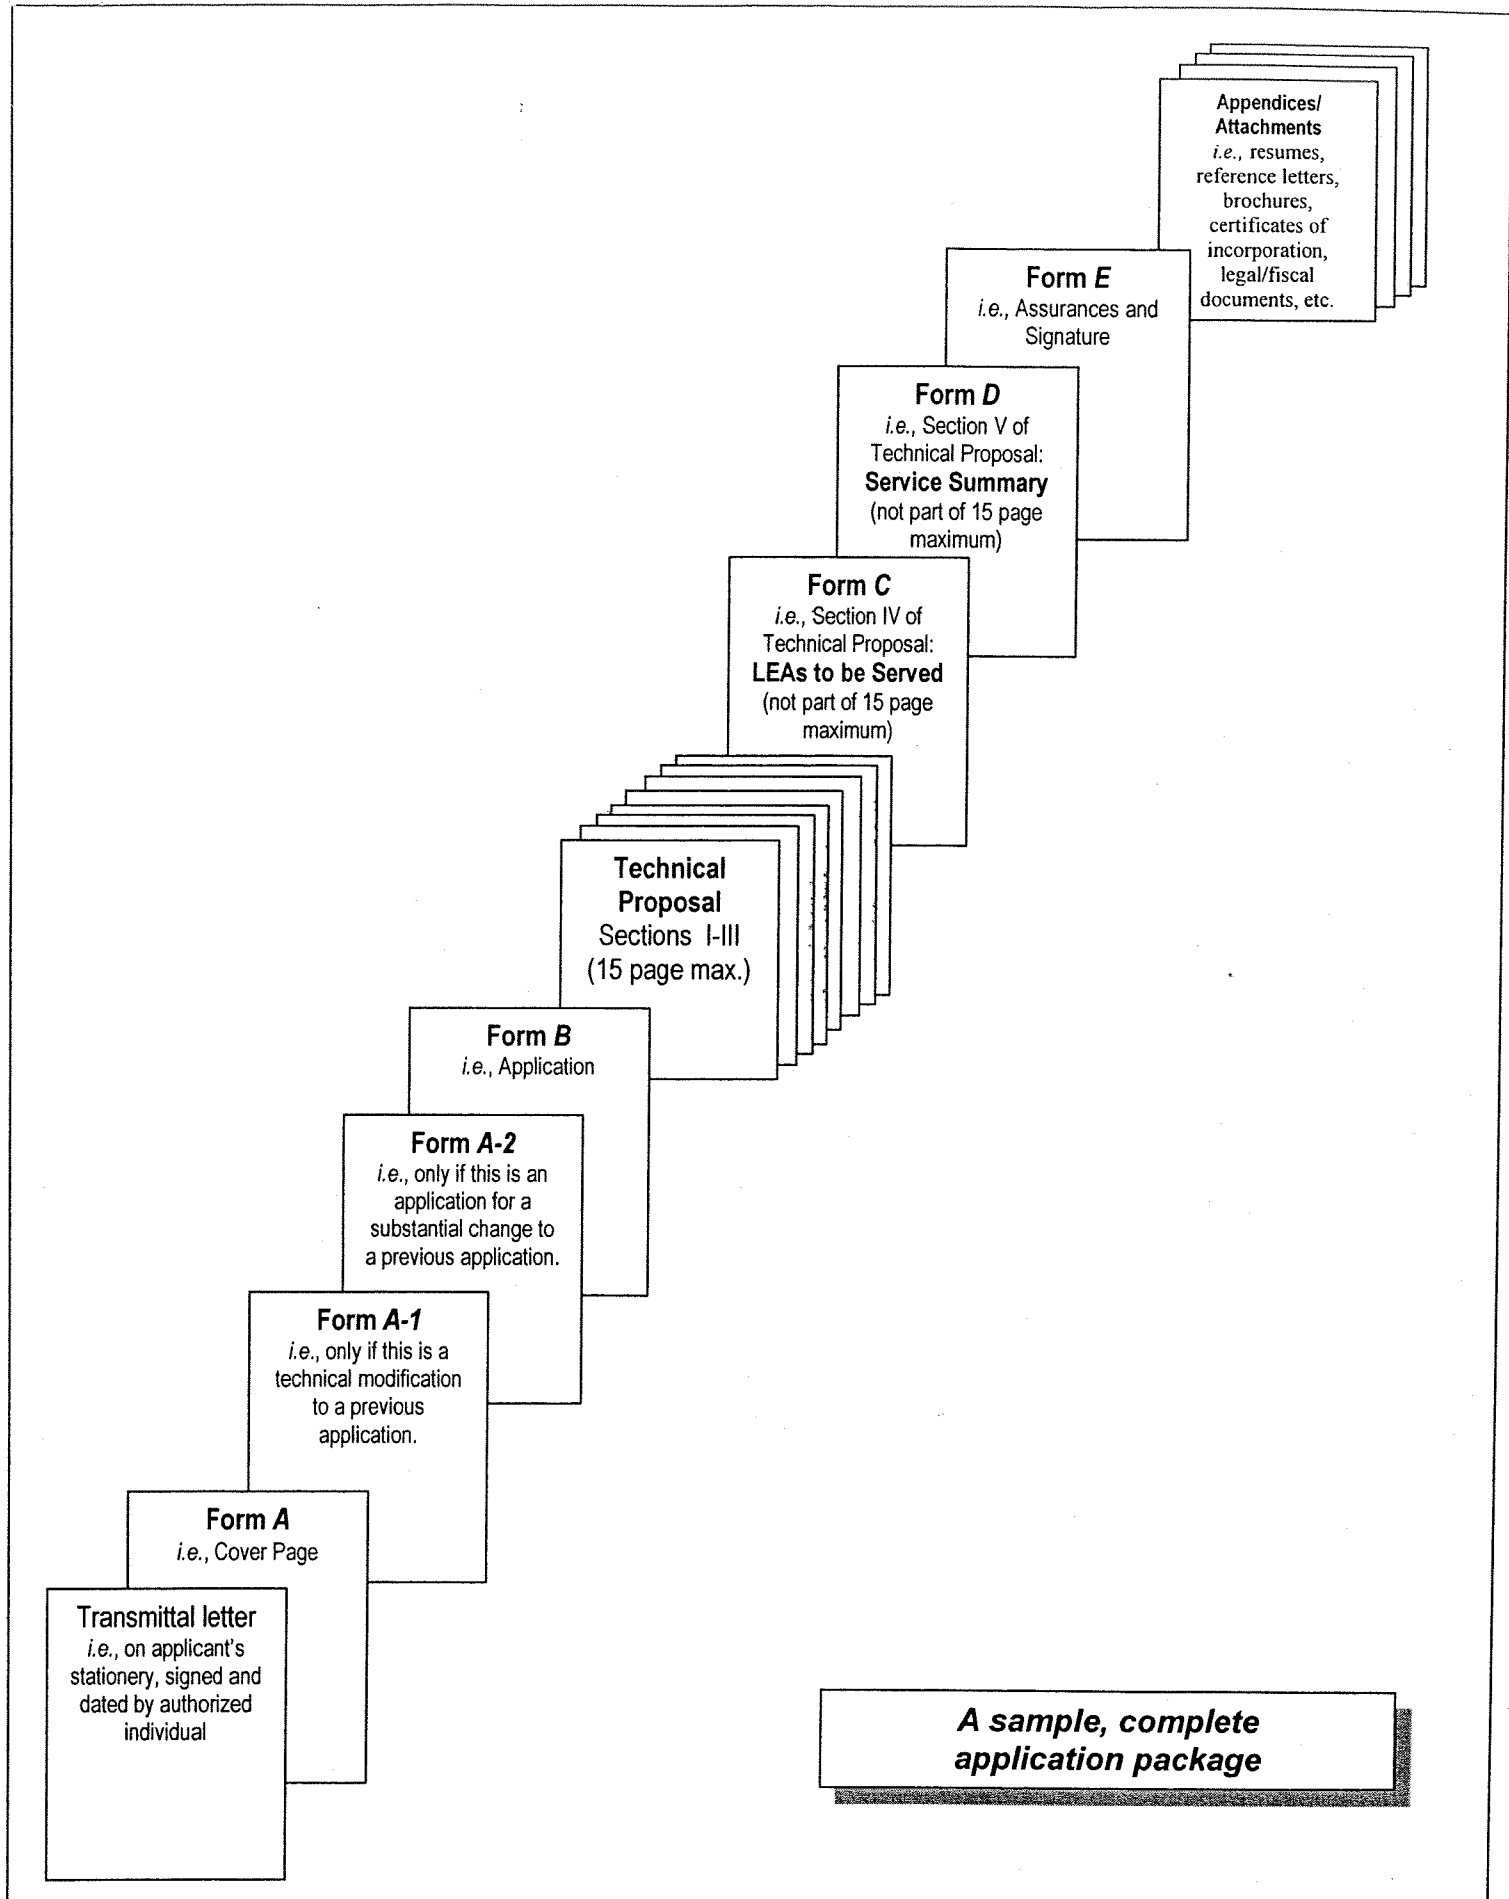 Appendices/
Attachments
i.e., resumes,
reference letters,
brochures,
certificates of
incorporation,
legal/fiscal
documents, etc.
Form E
i.e., Assurances and
Signature
Form D
i.e., Section V of
Technical Proposal:
Service Summary
(not part of 15 page
maximum)
Form C
i.e., Section IV of
Technical Proposal:
LEAs to be Served
(not part of 15 page
maximum)
Technical
Proposal
Sections I-III
(15 page max.)
Form B
i.e., Application
Form A-2
i.e., only if this is an
application for a
substantial change to
a previous application.
Form A-1
i.e., only if this is a
technical modification
to a previous
application.
Form A
i.e., Cover Page
Transmittal letter
i.e., on applicant's
stationery, signed and
dated by authorized
individual
A sample, complete
application package